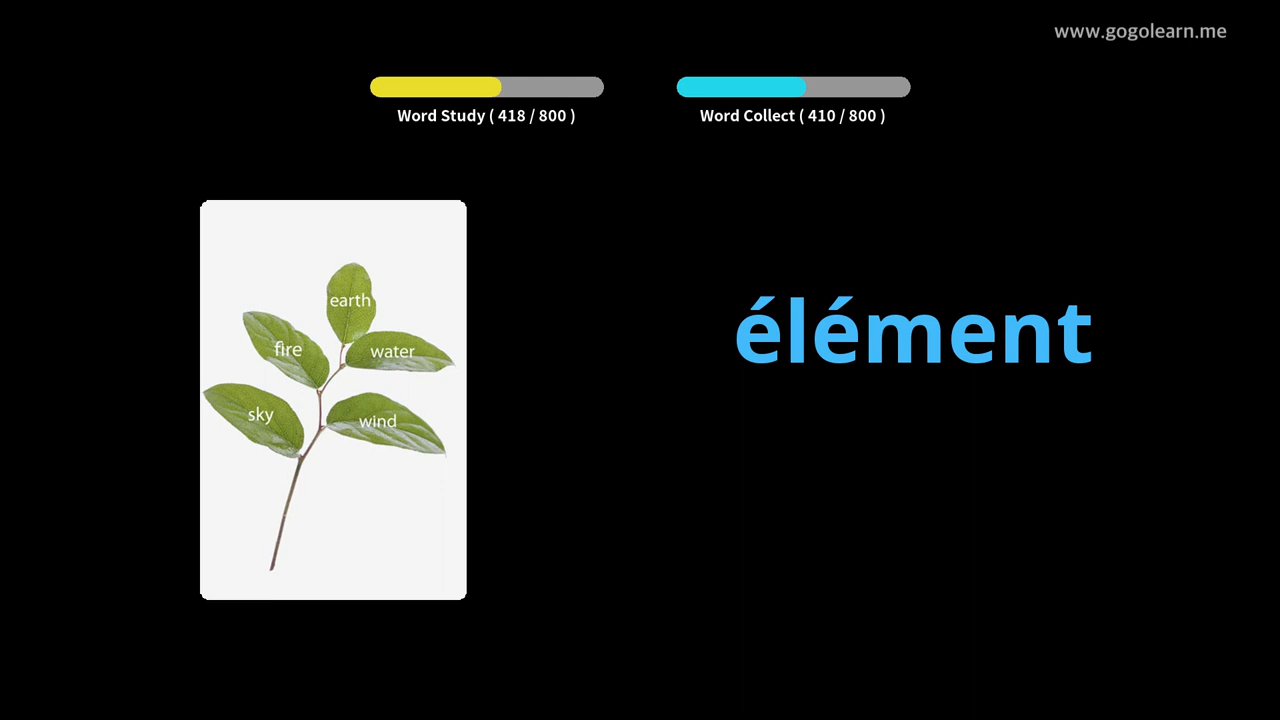 www.gogolearn.me
Word Study ( 418 / 800 )
Word Collect ( 410 / 800 )
earth
fire
water
sky
wind
élément